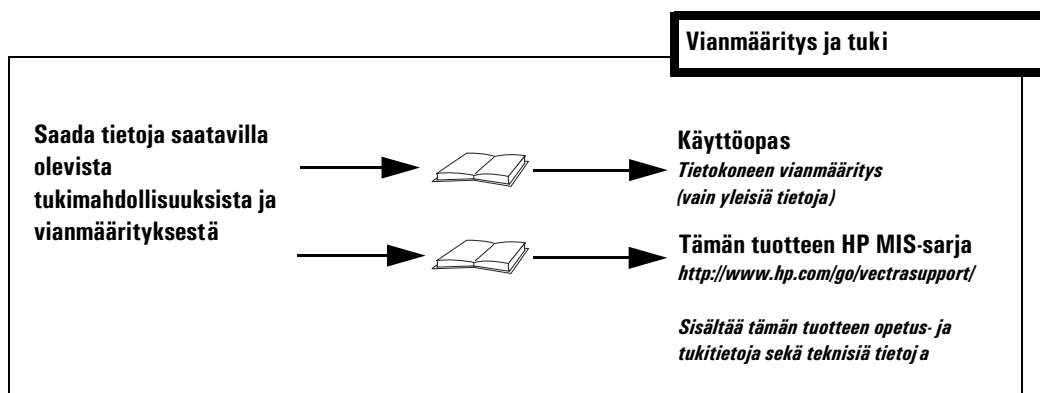 Vianmääritys ja tuki
Saada tietoja saatavilla
olevista
tukimahdollisuuksista ja
vianmäärityksestä
Käyttöopas
Tietokoneen vianmääritys
(vain yleisiä tietoja)
Tämän tuotteen HP MIS-sarja
http://www.hp.com/go/vectrasupport/
Sisältää tämän tuotteen opetus- ja
tukitietoja sekä teknisiä tietoja